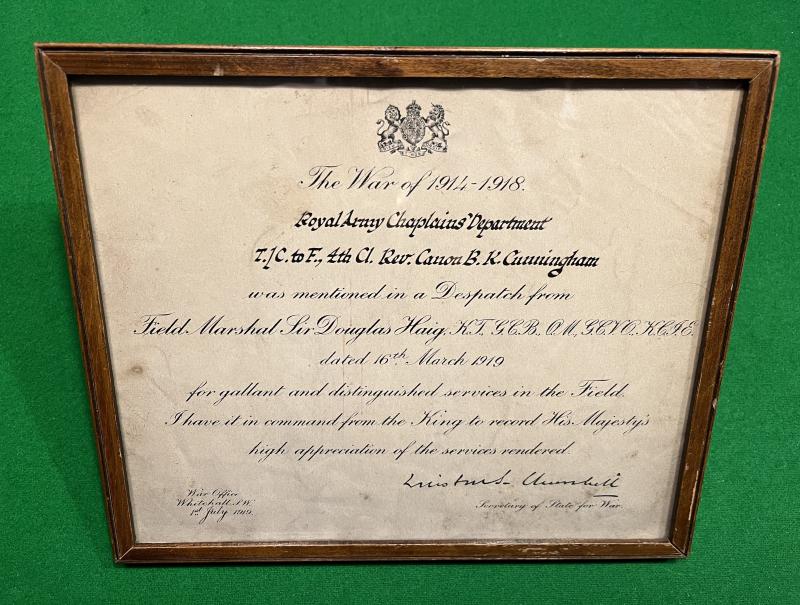 The War of 1914-1918.
Royal Army Chaplains' Department
T./C. to F., 4th Cl. Rev. Canon B. K. Cunningham
was mentioned in a Despatch from
Field Marshal Sir Douglas Haig, K.T., G.C.B., O.M., G.C.V.O., K.C.I.E.
dated 16th March 1919
for gallant and distinguished services in the Field.
I have it in command from the King to record His Majesty's
high appreciation of the services rendered.
Winston S. Churchill
Secretary of State for War.
War Office
Whitehall, S.W.
1st July 1919.